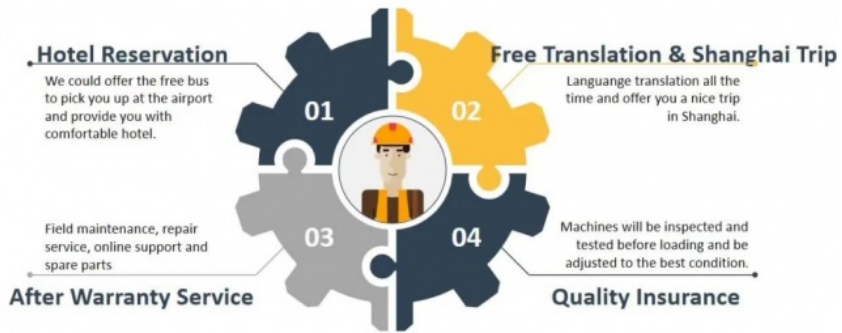 Hotel Reservation
We could offer the free bus
to pick you up at the airport
and provide you with
comfortable hotel.
01
Free Translation & Shanghai Trip
Languange translation all the
time and offer you a nice trip
in Shanghai.
02
03
Field maintenance, repair
service, online support and
spare parts
After Warranty Service
04
Machines will be inspected and
tested before loading and be
adjusted to the best condition.
Quality Insurance